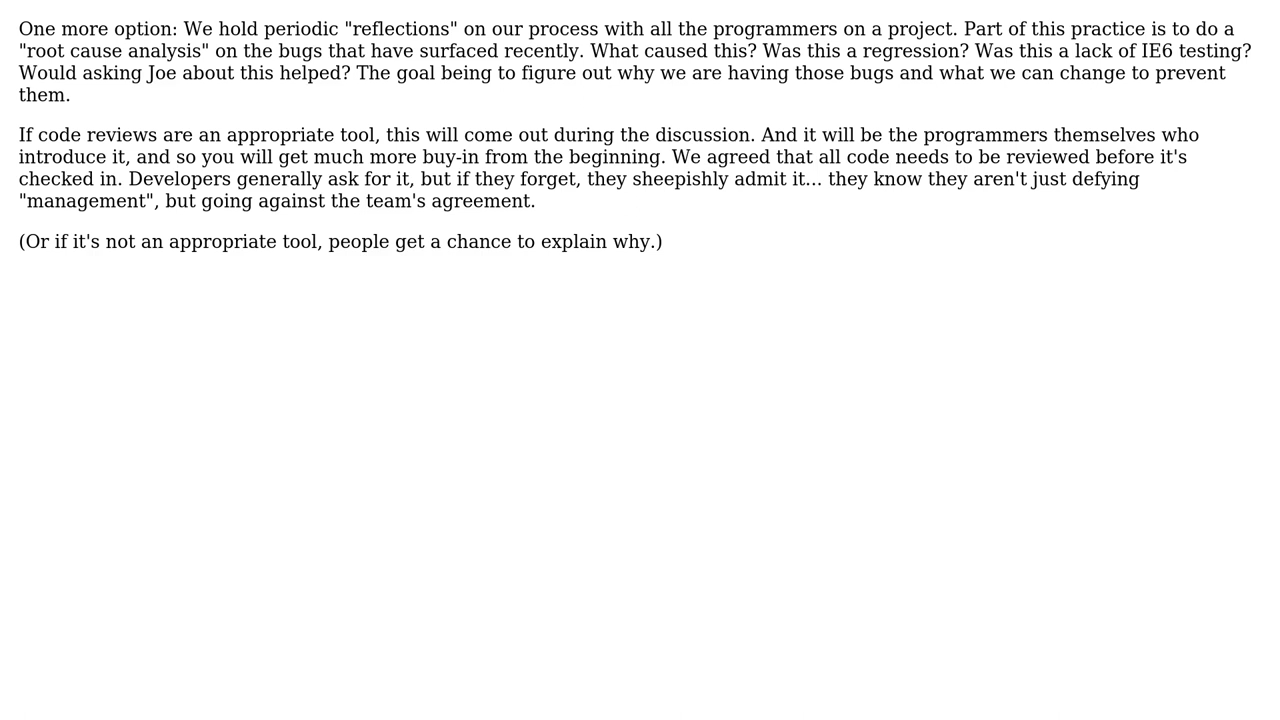 One more option: We hold periodic "reflections" on our process with all the programmers on a project. Part of this practice is to do a
"root cause analysis" on the bugs that have surfaced recently. What caused this? Was this a regression? Was this a lack of IE6 testing?
Would asking Joe about this helped? The goal being to figure out why we are having those bugs and what we can change to prevent
them.
If code reviews are an appropriate tool, this will come out during the discussion. And it will be the programmers themselves who
introduce it, and so you will get much more buy-in from the beginning. We agreed that all code needs to be reviewed before it's
checked in. Developers generally ask for it, but if they forget, they sheepishly admit it... they know they aren't just defying
"management", but going against the team's agreement.
(Or if it's not an appropriate tool, people get a chance to explain why.)